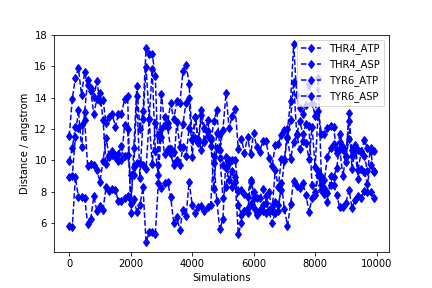 18
16
14
12
10
8
6
Distance / angstrom
THR4_ATP
THR4_ASP
TYR6_ATP
TYR6_ASP
0 2000 4000 6000 8000 10000
Simulations